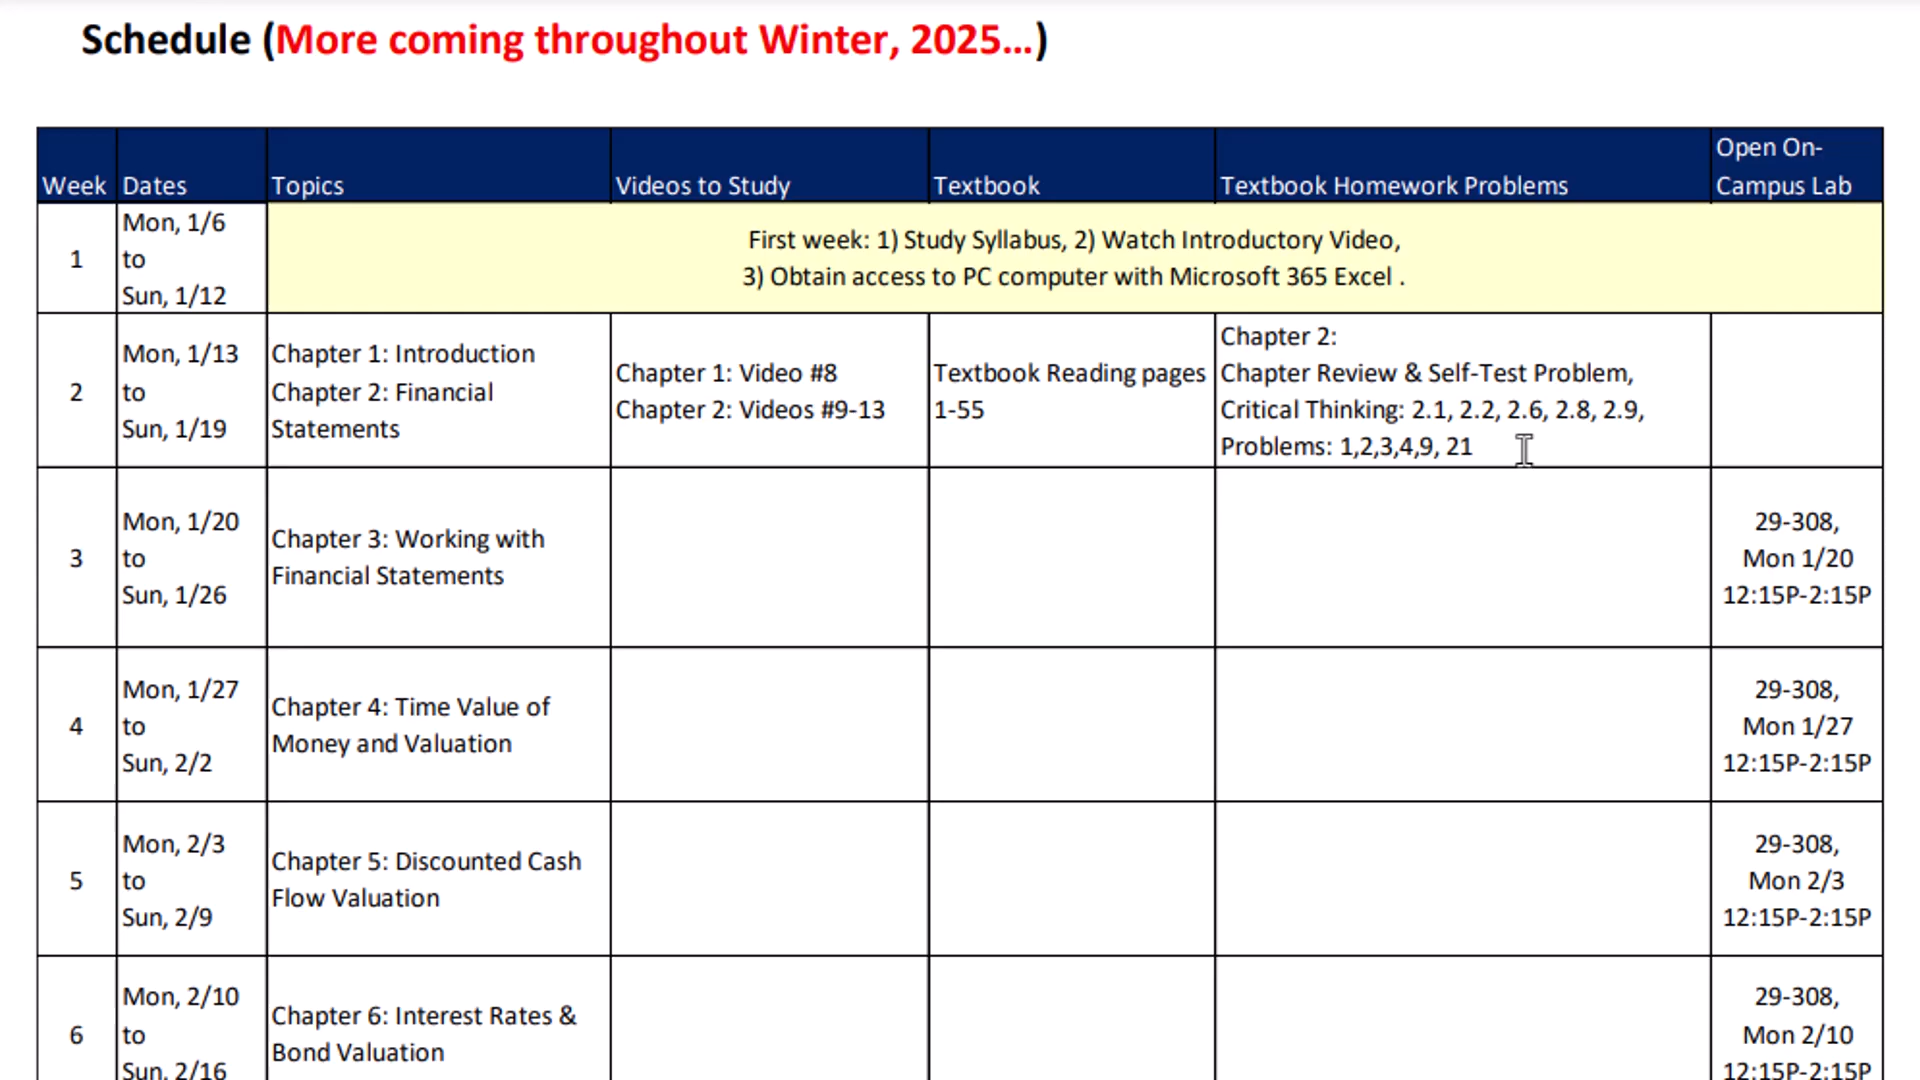 Schedule (More coming throughout Winter, 2025...)
Week Dates Topics Videos to Study Textbook Textbook Homework Problems Open On-
Campus Lab
1
Mon, 1/6
to
Sun, 1/12
First week: 1) Study Syllabus, 2) Watch Introductory Video,
3) Obtain access to PC computer with Microsoft 365 Excel .
2
Mon, 1/13
to
Sun, 1/19
Chapter 1: Introduction
Chapter 2: Financial
Statements
Chapter 1: Video #8
Chapter 2: Videos #9-13
Textbook Reading pages
1-55
Chapter 2:
Chapter Review & Self-Test Problem,
Critical Thinking: 2.1, 2.2, 2.6, 2.8, 2.9,
Problems: 1,2,3,4,9, 21
3
Mon, 1/20
to
Sun, 1/26
Chapter 3: Working with
Financial Statements
29-308,
Mon 1/20
12:15P-2:15P
4
Mon, 1/27
to
Sun, 2/2
Chapter 4: Time Value of
Money and Valuation
29-308,
Mon 1/27
12:15P-2:15P
5
Mon, 2/3
to
Sun, 2/9
Chapter 5: Discounted Cash
Flow Valuation
29-308,
Mon 2/3
12:15P-2:15P
6
Mon, 2/10
to
Sun, 2/16
Chapter 6: Interest Rates &
Bond Valuation
29-308,
Mon 2/10
12:15P-2:15P